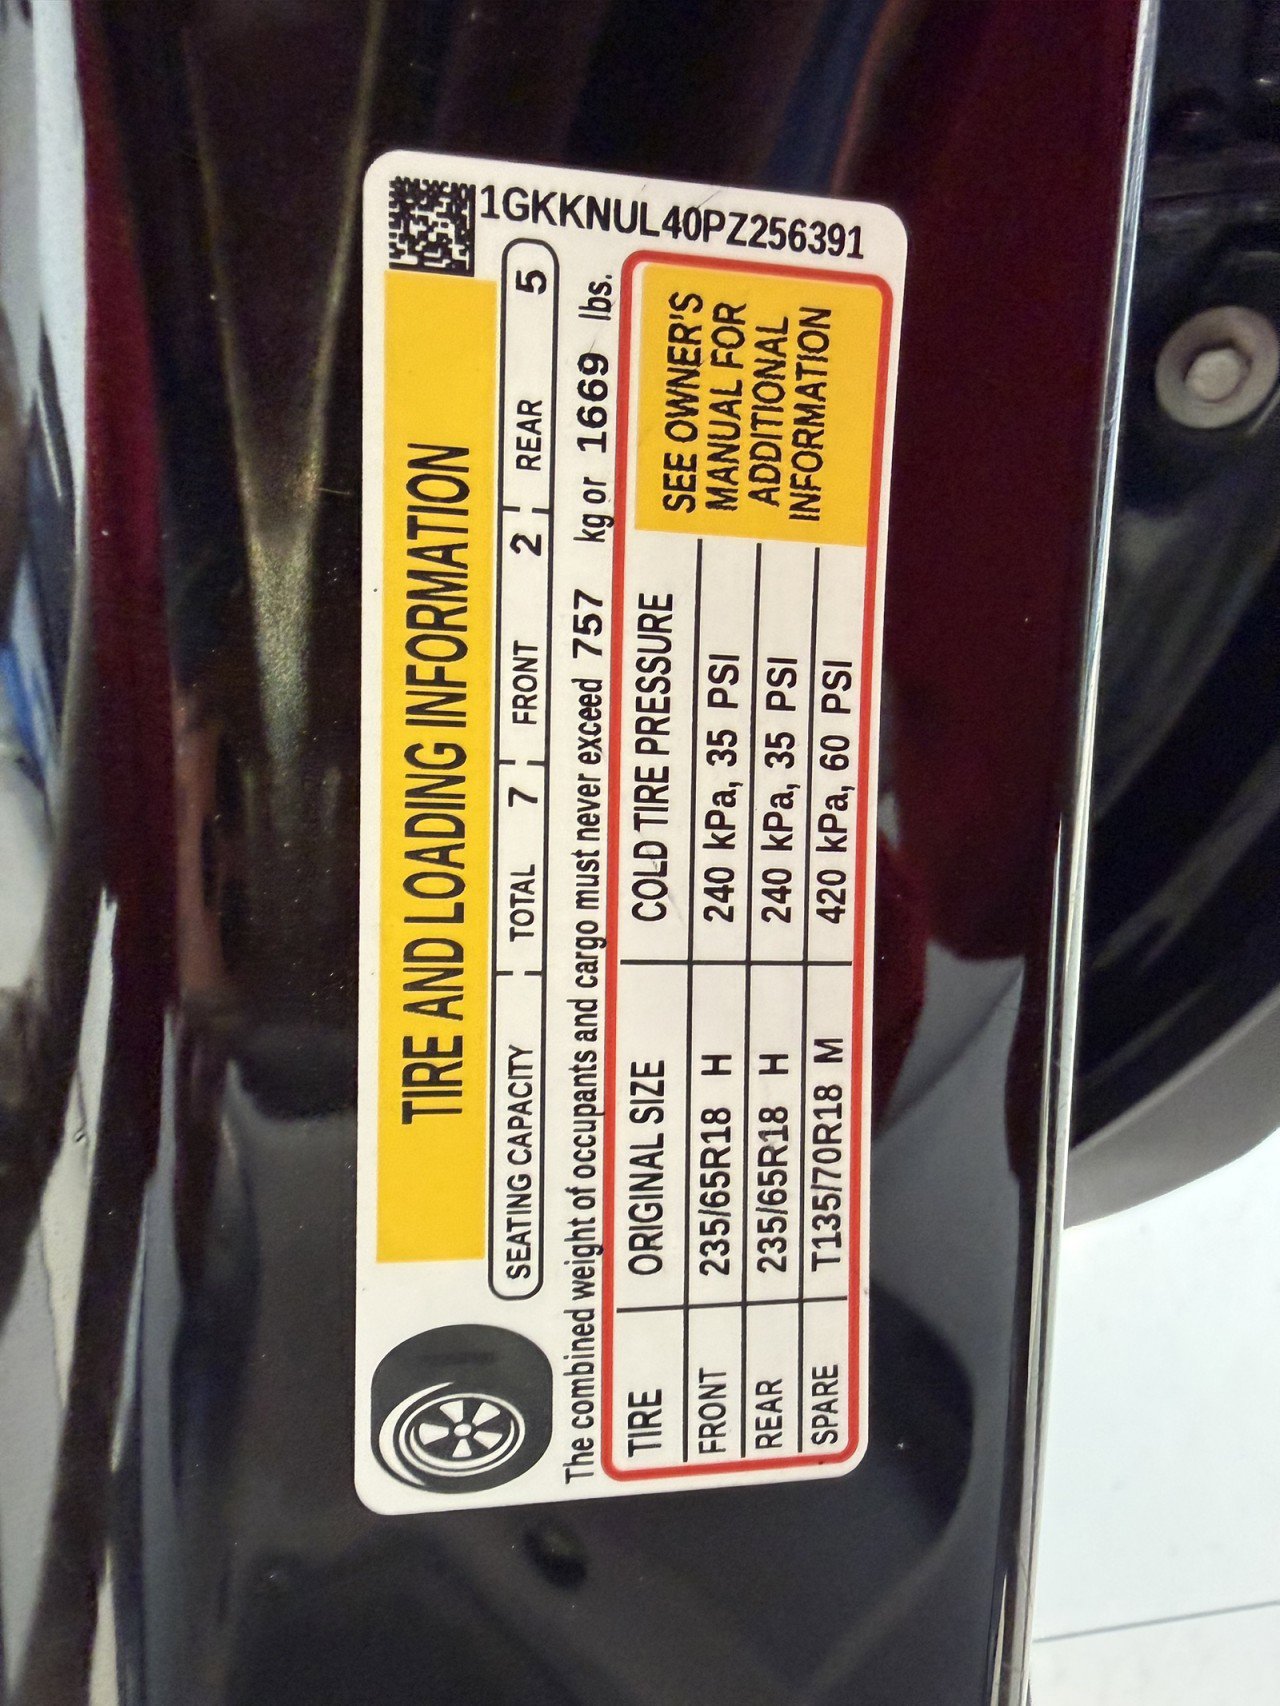 1GKKNUL40PZ256391
TIRE AND LOADING INFORMATION
SEATING CAPACITY TOTAL 7 FRONT 2 REAR 5
The combined weight of occupants and cargo must never exceed 757 kg or 1669 lbs.
TIRE ORIGINAL SIZE COLD TIRE PRESSURE
FRONT 235/65R18 H 240 kPa, 35 PSI
REAR 235/65R18 H 240 kPa, 35 PSI
SPARE T135/70R18 M 420 kPa, 60 PSI
SEE OWNER'S
MANUAL FOR
ADDITIONAL
INFORMATION